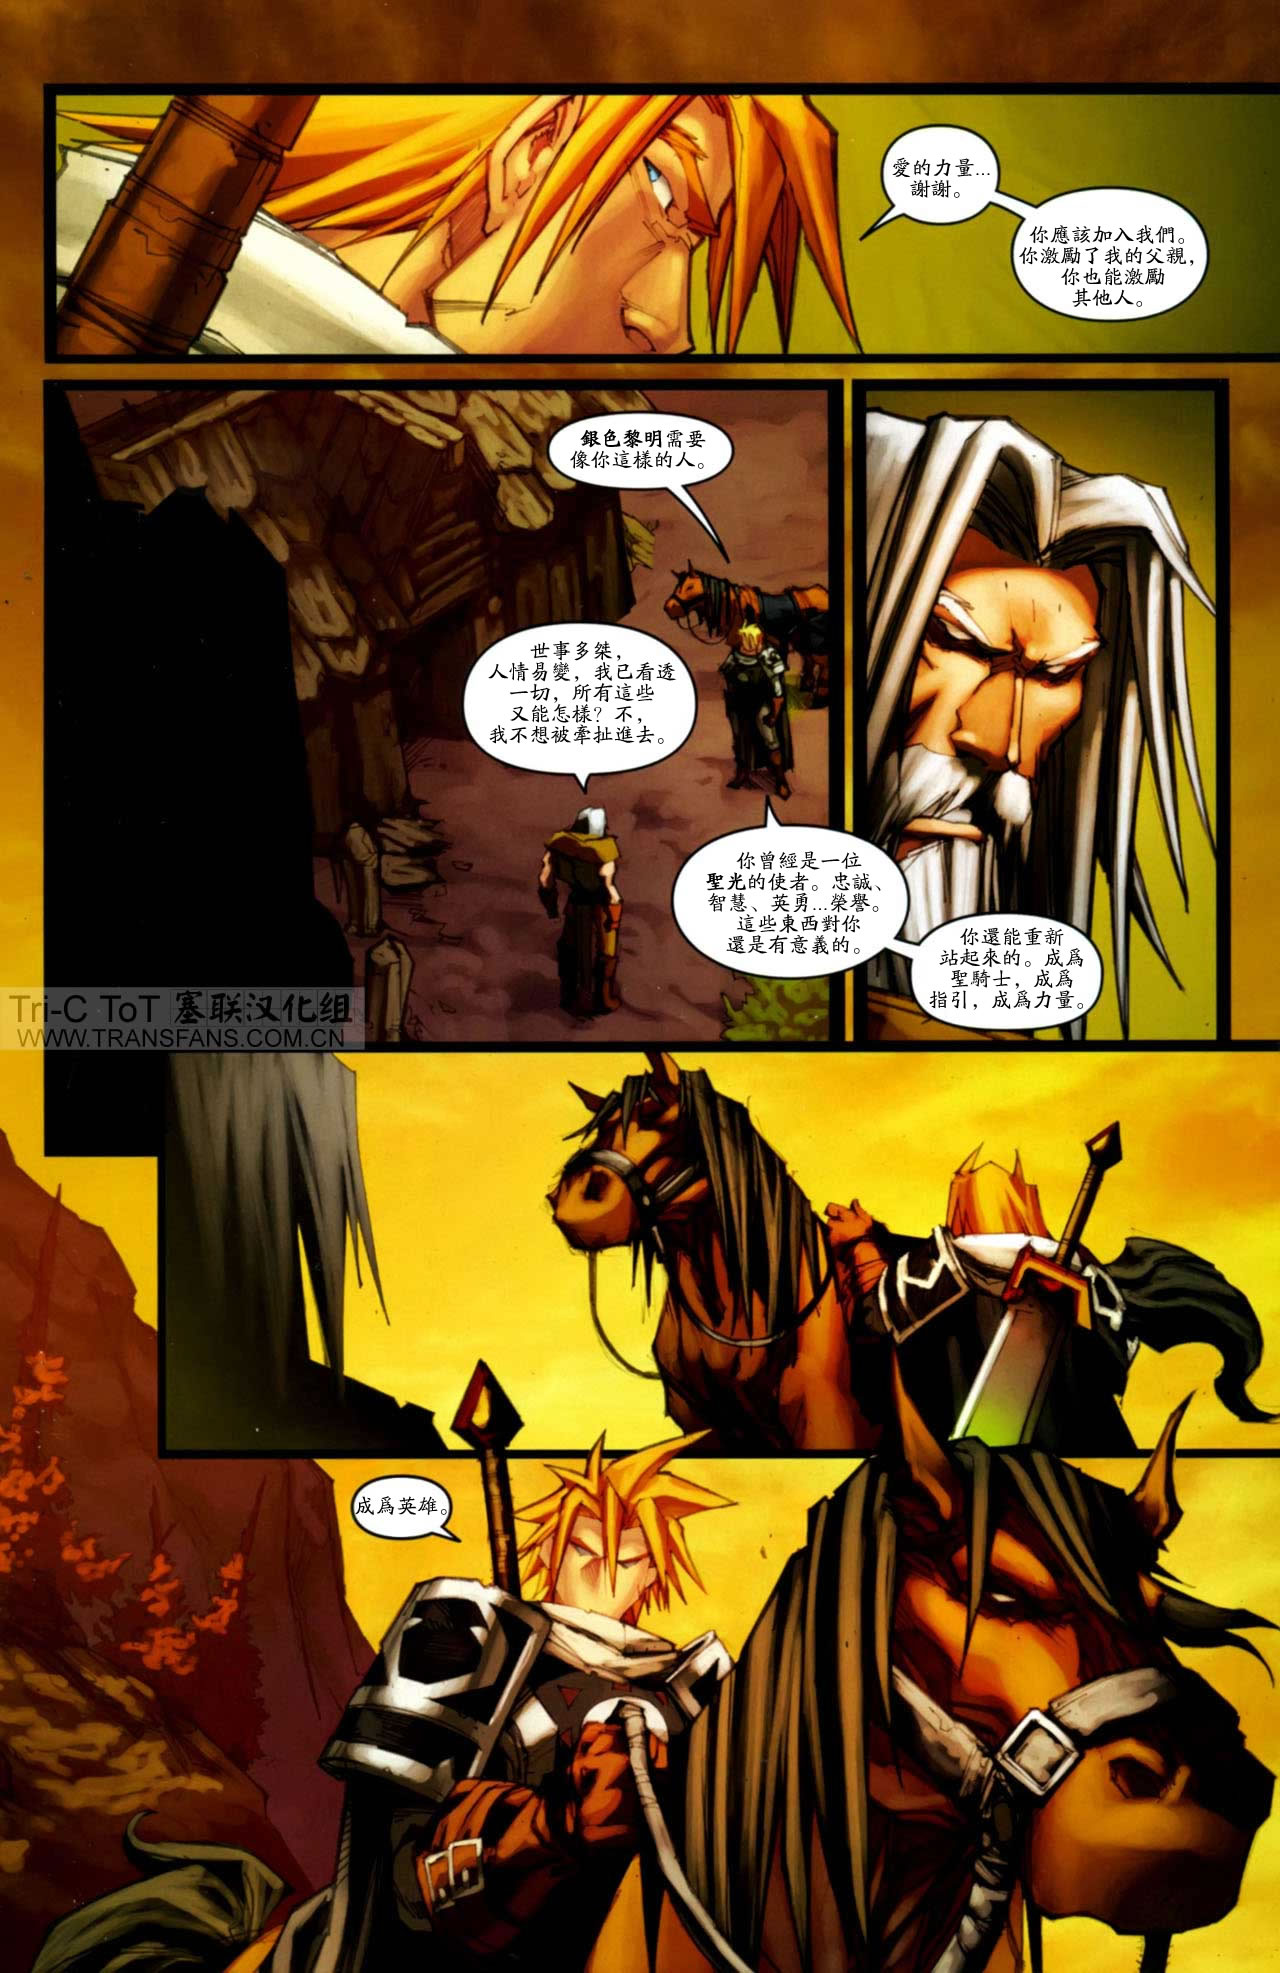 愛的力量...
謝謝。
你應該加入我們。
你激勵了我的父親，
你也能激勵
其他人。
銀色黎明需要
像你這樣的人。
世事多桀，
人情易變，我已看透
一切，所有這些
又能怎樣？不，
我不想被牽扯進去。
你曾經是一位
聖光的使者。忠誠、
智慧、英勇...榮譽。
這些東西對你
還是有意義的。
你還能重新
站起來的。成爲
聖騎士，成爲
指引，成爲力量。
Tri-C ToT 塞联汉化组
WWW.TRANSFANS.COM.CN
成爲英雄。